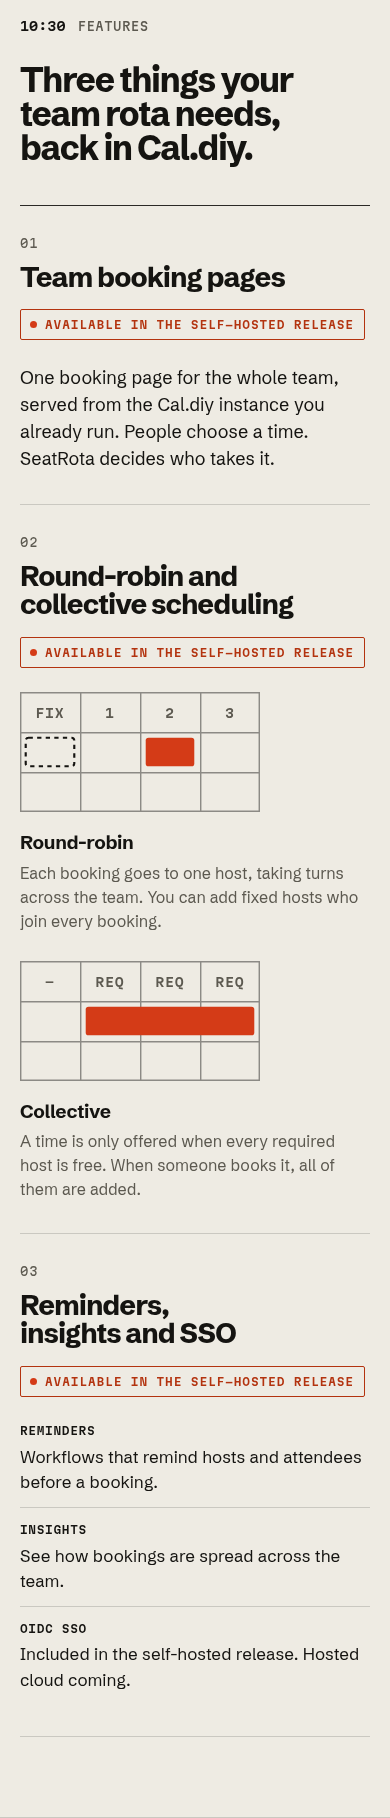 10:30 FEATURES
Three things your
team rota needs,
back in Cal.diy.
01
Team booking pages
AVAILABLE IN THE SELF-HOSTED RELEASE
One booking page for the whole team,
served from the Cal.diy instance you
already run. People choose a time.
SeatRota decides who takes it.
02
Round-robin and
collective scheduling
AVAILABLE IN THE SELF-HOSTED RELEASE
FIX 1 2 3
Round-robin
Each booking goes to one host, taking turns
across the team. You can add fixed hosts who
join every booking.
– REQ REQ REQ
Collective
A time is only offered when every required
host is free. When someone books it, all of
them are added.
03
Reminders,
insights and SSO
AVAILABLE IN THE SELF-HOSTED RELEASE
REMINDERS
Workflows that remind hosts and attendees
before a booking.
INSIGHTS
See how bookings are spread across the
team.
OIDC SSO
Included in the self-hosted release. Hosted
cloud coming.